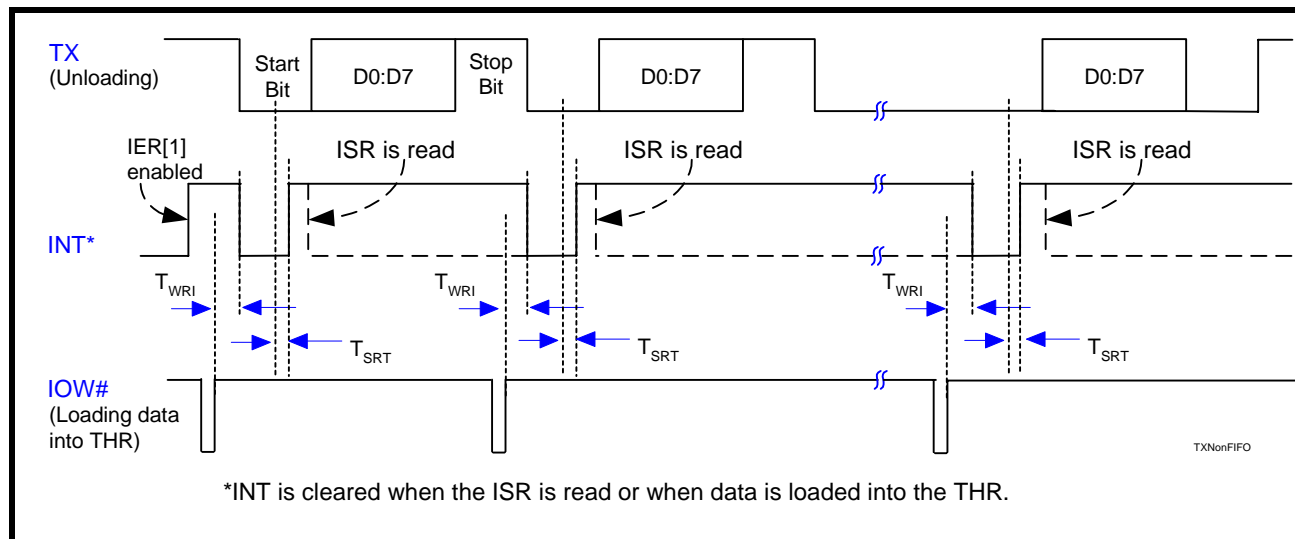 TX
(Unloading)
Start
Bit
D0:D7
Stop
Bit
D0:D7
D0:D7
IER[1]
enabled
ISR is read
ISR is read
ISR is read
INT*
TWRI
TWRI
TWRI
TSRT
TSRT
TSRT
IOW#
(Loading data
into THR)
TXNonFIFO
*INT is cleared when the ISR is read or when data is loaded into the THR.